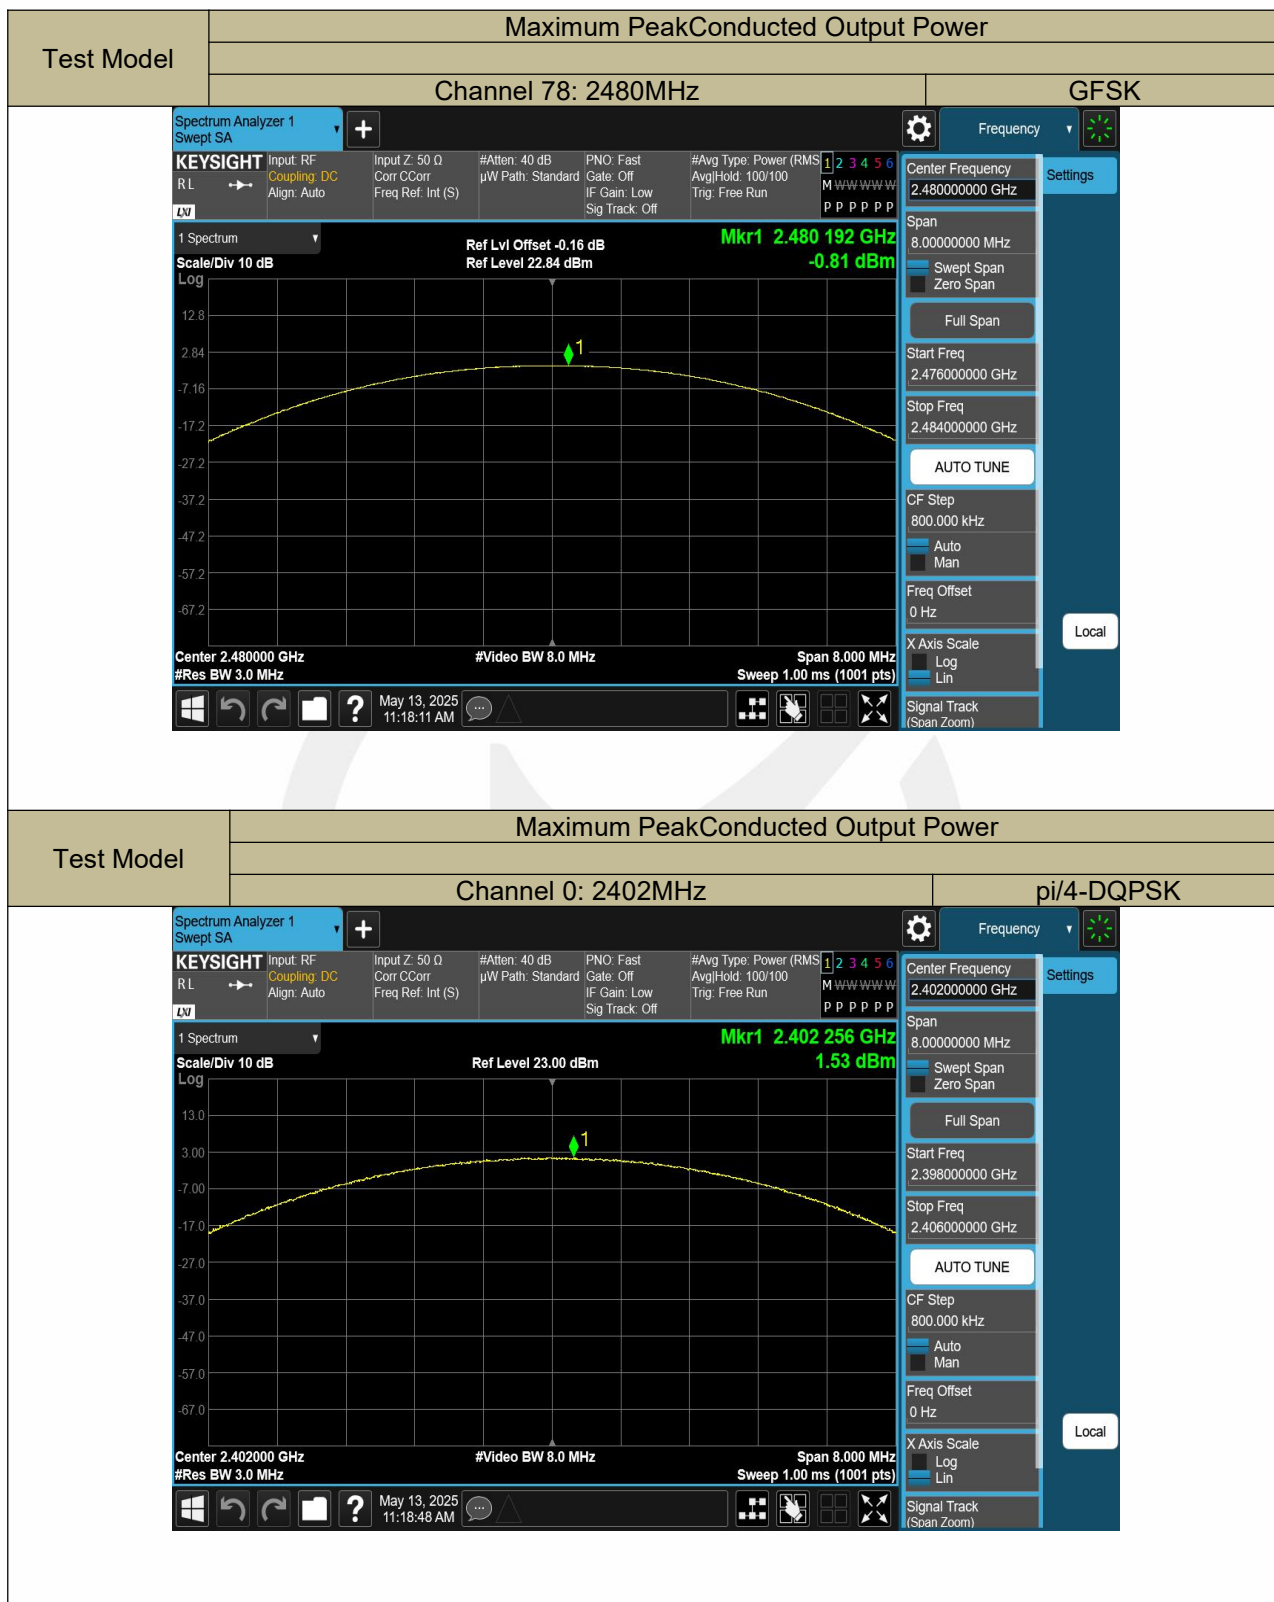 Test Model
Maximum PeakConducted Output Power
Channel 78: 2480MHz
GFSK
Spectrum Analyzer 1
Swept SA
Frequency
KEYSIGHT
RL
LXI
Input: RF
Coupling: DC
Align: Auto
Input Z: 50 Ω
Corr CCorr
Freq Ref: Int (S)
#Atten: 40 dB
µW Path: Standard
PNO: Fast
Gate: Off
IF Gain: Low
Sig Track: Off
#Avg Type: Power (RMS
Avg|Hold: 100/100
Trig: Free Run
1 2 3 4 5 6
M W W W W W
P P P P P P
Center Frequency
2.480000000 GHz
Settings
Span
8.00000000 MHz
Swept Span
Zero Span
Full Span
Start Freq
2.476000000 GHz
Stop Freq
2.484000000 GHz
AUTO TUNE
CF Step
800.000 kHz
Auto
Man
Freq Offset
0 Hz
X Axis Scale
Log
Lin
Signal Track
(Span Zoom)
Local
1 Spectrum
Scale/Div 10 dB
Log
Ref Lvl Offset -0.16 dB
Ref Level 22.84 dBm
Mkr1 2.480 192 GHz
-0.81 dBm
1
12.8
2.84
-7.16
-17.2
-27.2
-37.2
-47.2
-57.2
-67.2
Center 2.480000 GHz
#Res BW 3.0 MHz
#Video BW 8.0 MHz
Span 8.000 MHz
Sweep 1.00 ms (1001 pts)
?
May 13, 2025
11:18:11 AM
Test Model
Maximum PeakConducted Output Power
Channel 0: 2402MHz
pi/4-DQPSK
Spectrum Analyzer 1
Swept SA
Frequency
KEYSIGHT
RL
LXI
Input: RF
Coupling: DC
Align: Auto
Input Z: 50 Ω
Corr CCorr
Freq Ref: Int (S)
#Atten: 40 dB
µW Path: Standard
PNO: Fast
Gate: Off
IF Gain: Low
Sig Track: Off
#Avg Type: Power (RMS
Avg|Hold: 100/100
Trig: Free Run
1 2 3 4 5 6
M W W W W W
P P P P P P
Center Frequency
2.402000000 GHz
Settings
Span
8.00000000 MHz
Swept Span
Zero Span
Full Span
Start Freq
2.398000000 GHz
Stop Freq
2.406000000 GHz
AUTO TUNE
CF Step
800.000 kHz
Auto
Man
Freq Offset
0 Hz
X Axis Scale
Log
Lin
Signal Track
(Span Zoom)
Local
1 Spectrum
Scale/Div 10 dB
Log
Ref Level 23.00 dBm
Mkr1 2.402 256 GHz
1.53 dBm
1
13.0
3.00
-7.00
-17.0
-27.0
-37.0
-47.0
-57.0
-67.0
Center 2.402000 GHz
#Res BW 3.0 MHz
#Video BW 8.0 MHz
Span 8.000 MHz
Sweep 1.00 ms (1001 pts)
?
May 13, 2025
11:18:48 AM